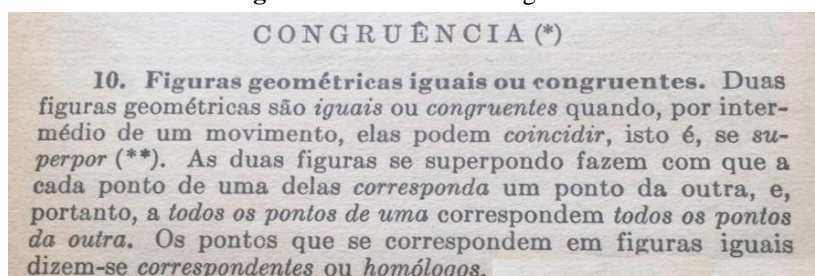 CONGRUÊNCIA (*)
10. Figuras geométricas iguais ou congruentes. Duas
figuras geométricas são iguais ou congruentes quando, por inter-
médio de um movimento, elas podem coincidir, isto é, se su-
perpor (**). As duas figuras se superpondo fazem com que a
cada ponto de uma delas corresponda um ponto da outra, e,
portanto, a todos os pontos de uma correspondem todos os pontos
da outra. Os pontos que se correspondem em figuras iguais
dizem-se correspondentes ou homólogos.